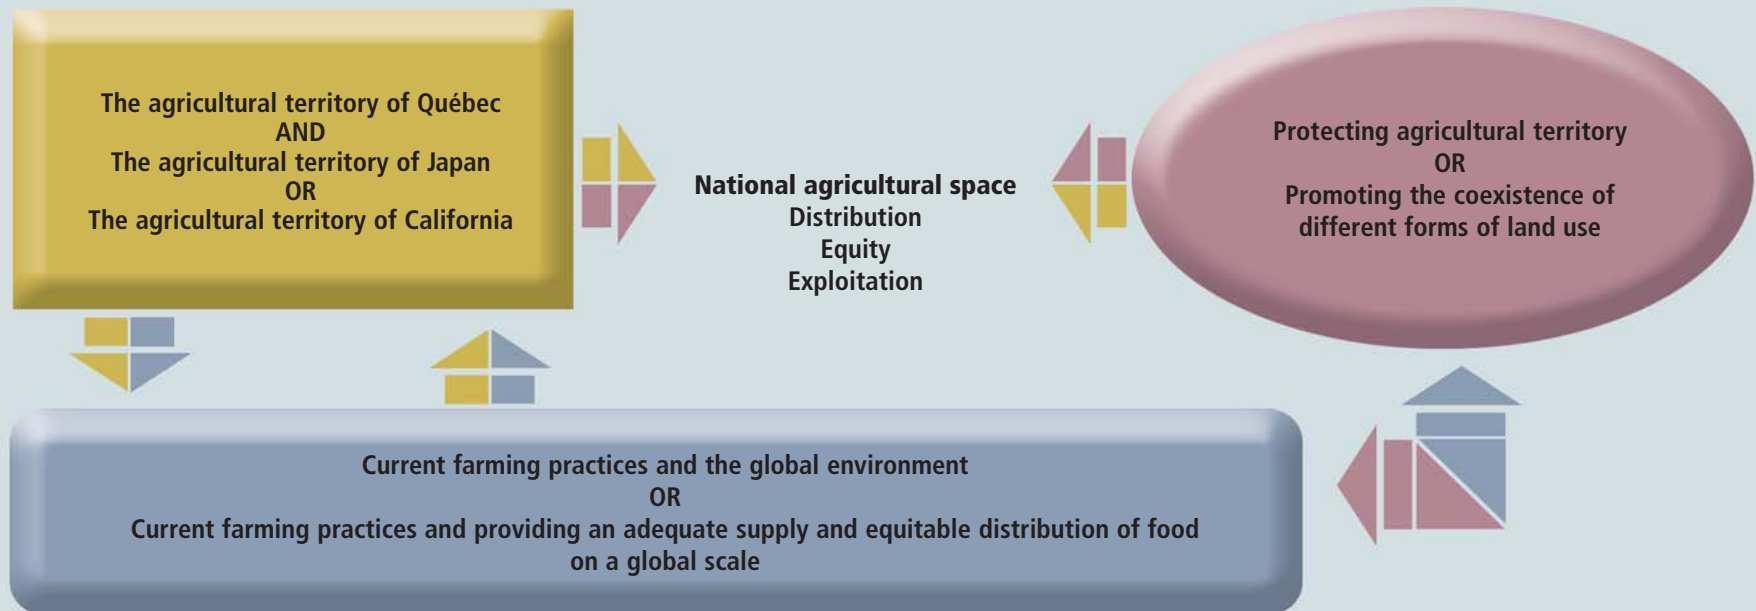 The agricultural territory of Québec
AND
The agricultural territory of Japan
OR
The agricultural territory of California
National agricultural space
Distribution
Equity
Exploitation
Protecting agricultural territory
OR
Promoting the coexistence of
different forms of land use
Current farming practices and the global environment
OR
Current farming practices and providing an adequate supply and equitable distribution of food
on a global scale